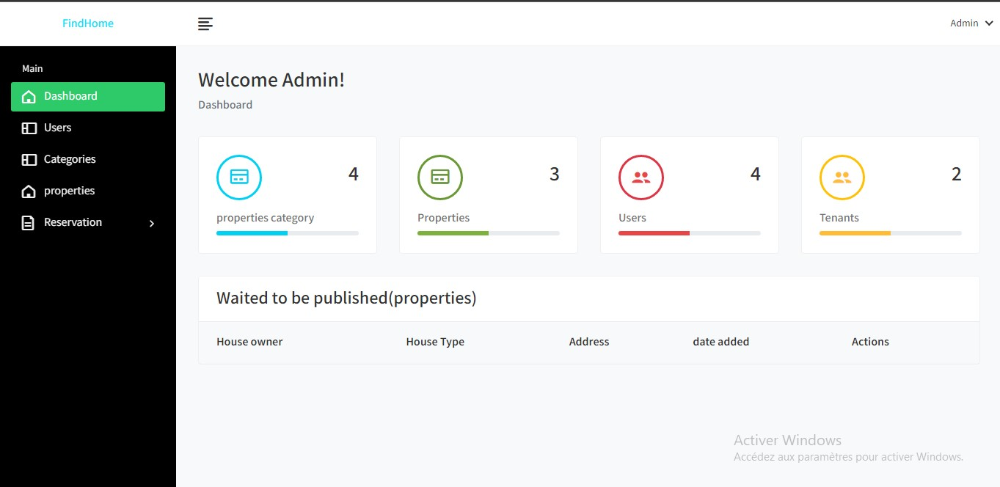 FindHome
Admin
Main
Dashboard
Users
Categories
properties
Reservation
Welcome Admin!
Dashboard
4
properties category
3
Properties
4
Users
2
Tenants
Waited to be published(properties)
House owner House Type Address date added Actions
Activer Windows
Accédez aux paramètres pour activer Windows.